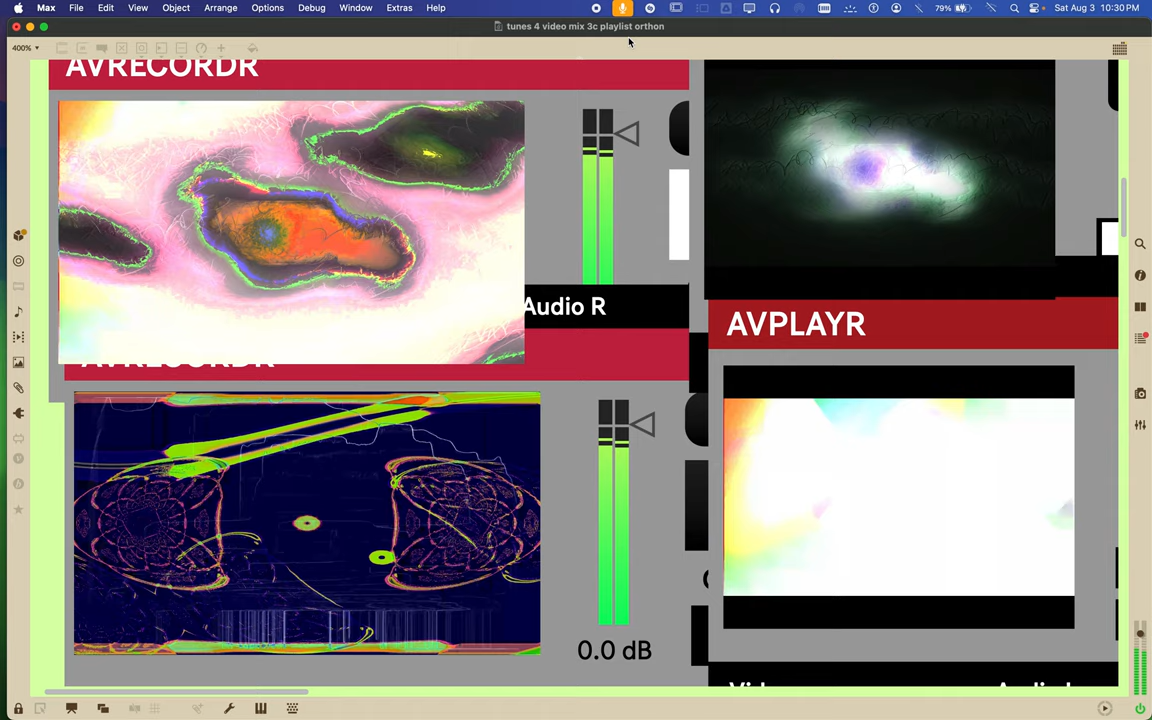 Max File Edit View Object Arrange Options Debug Window Extras Help 79% Sat Aug 3 10:30 PM
tunes 4 video mix 3c playlist orthon
400%
AVRECORDR
Audio R
AVPLAYR
AVRECORDR
0.0 dB